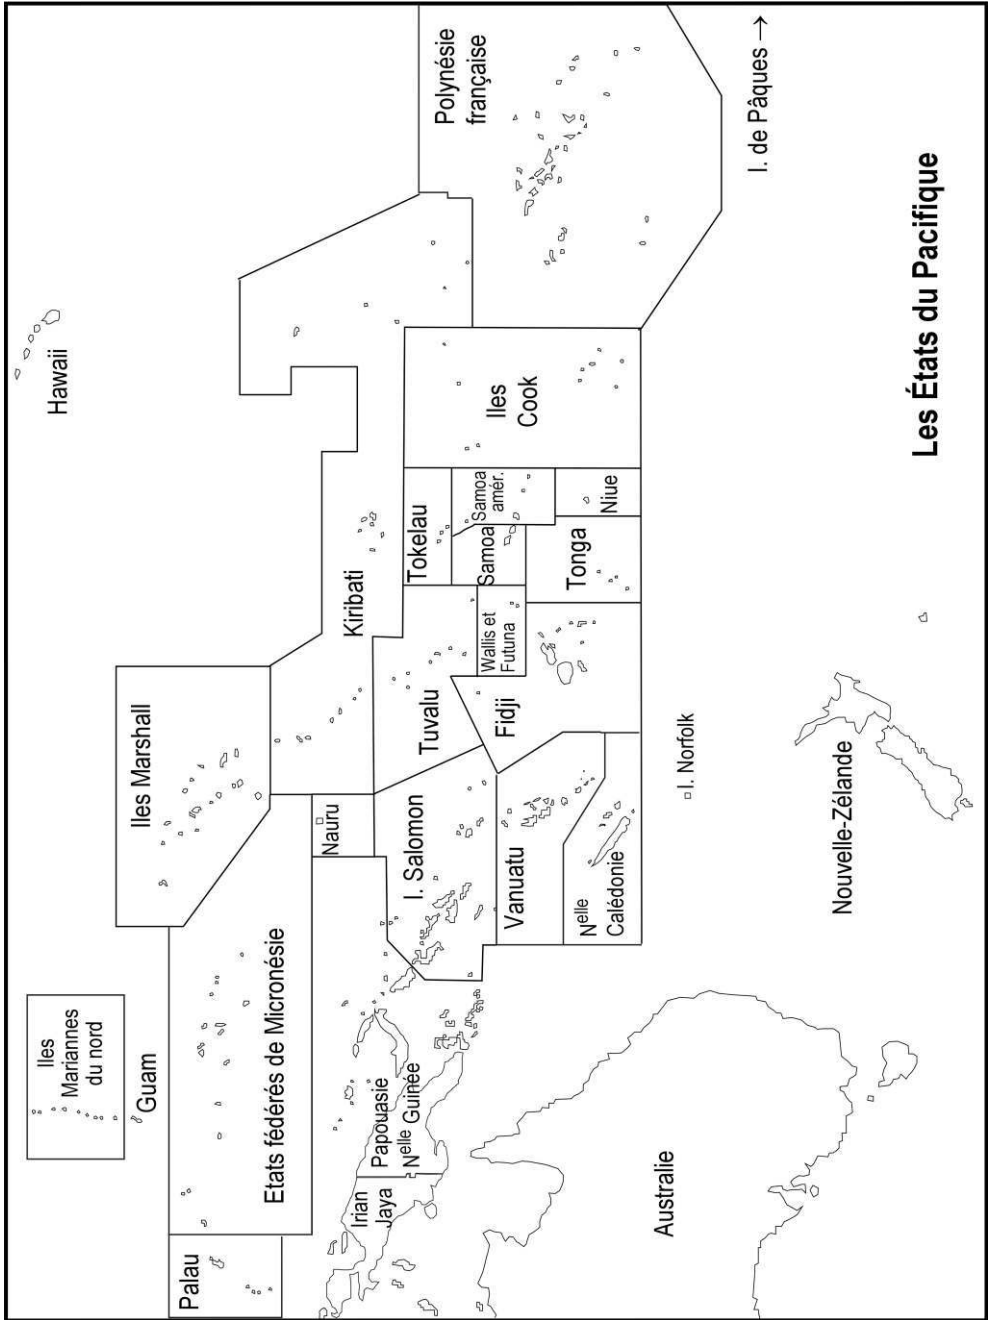 Hawaii
Iles
Mariannes
du nord
Guam
Iles Marshall
Palau
Etats fédérés de Micronésie
Nauru
Kiribati
Polynésie
française
Irian
Jaya
Papouasie
Nelle Guinée
I. Salomon
Tuvalu
Tokelau
Iles
Cook
Wallis et
Futuna
Samoa
Samoa
amér.
Vanuatu
Fidji
Tonga
Niue
Nelle
Calédonie
I. Norfolk
I. de Pâques →
Australie
Nouvelle-Zélande
Les États du Pacifique